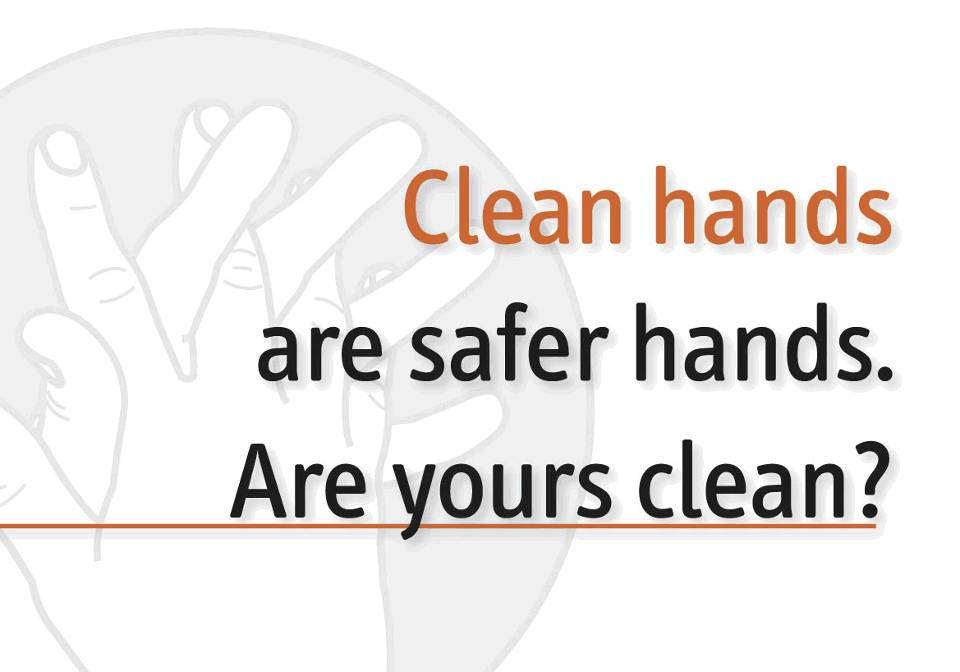 Clean hands
are safer hands.
Are yours clean?